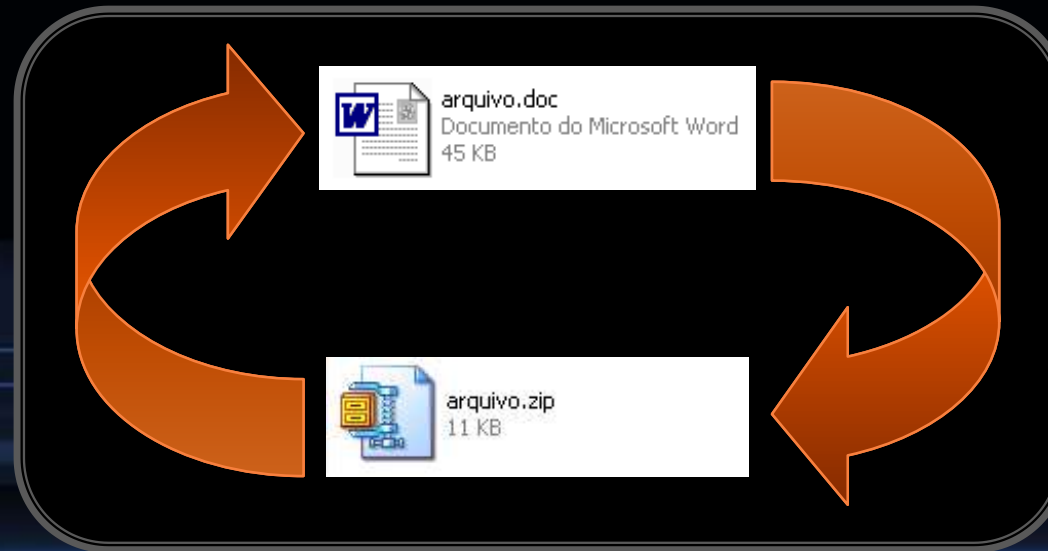 W
arquivo.doc
Documento do Microsoft Word
45 KB
arquivo.zip
11 KB